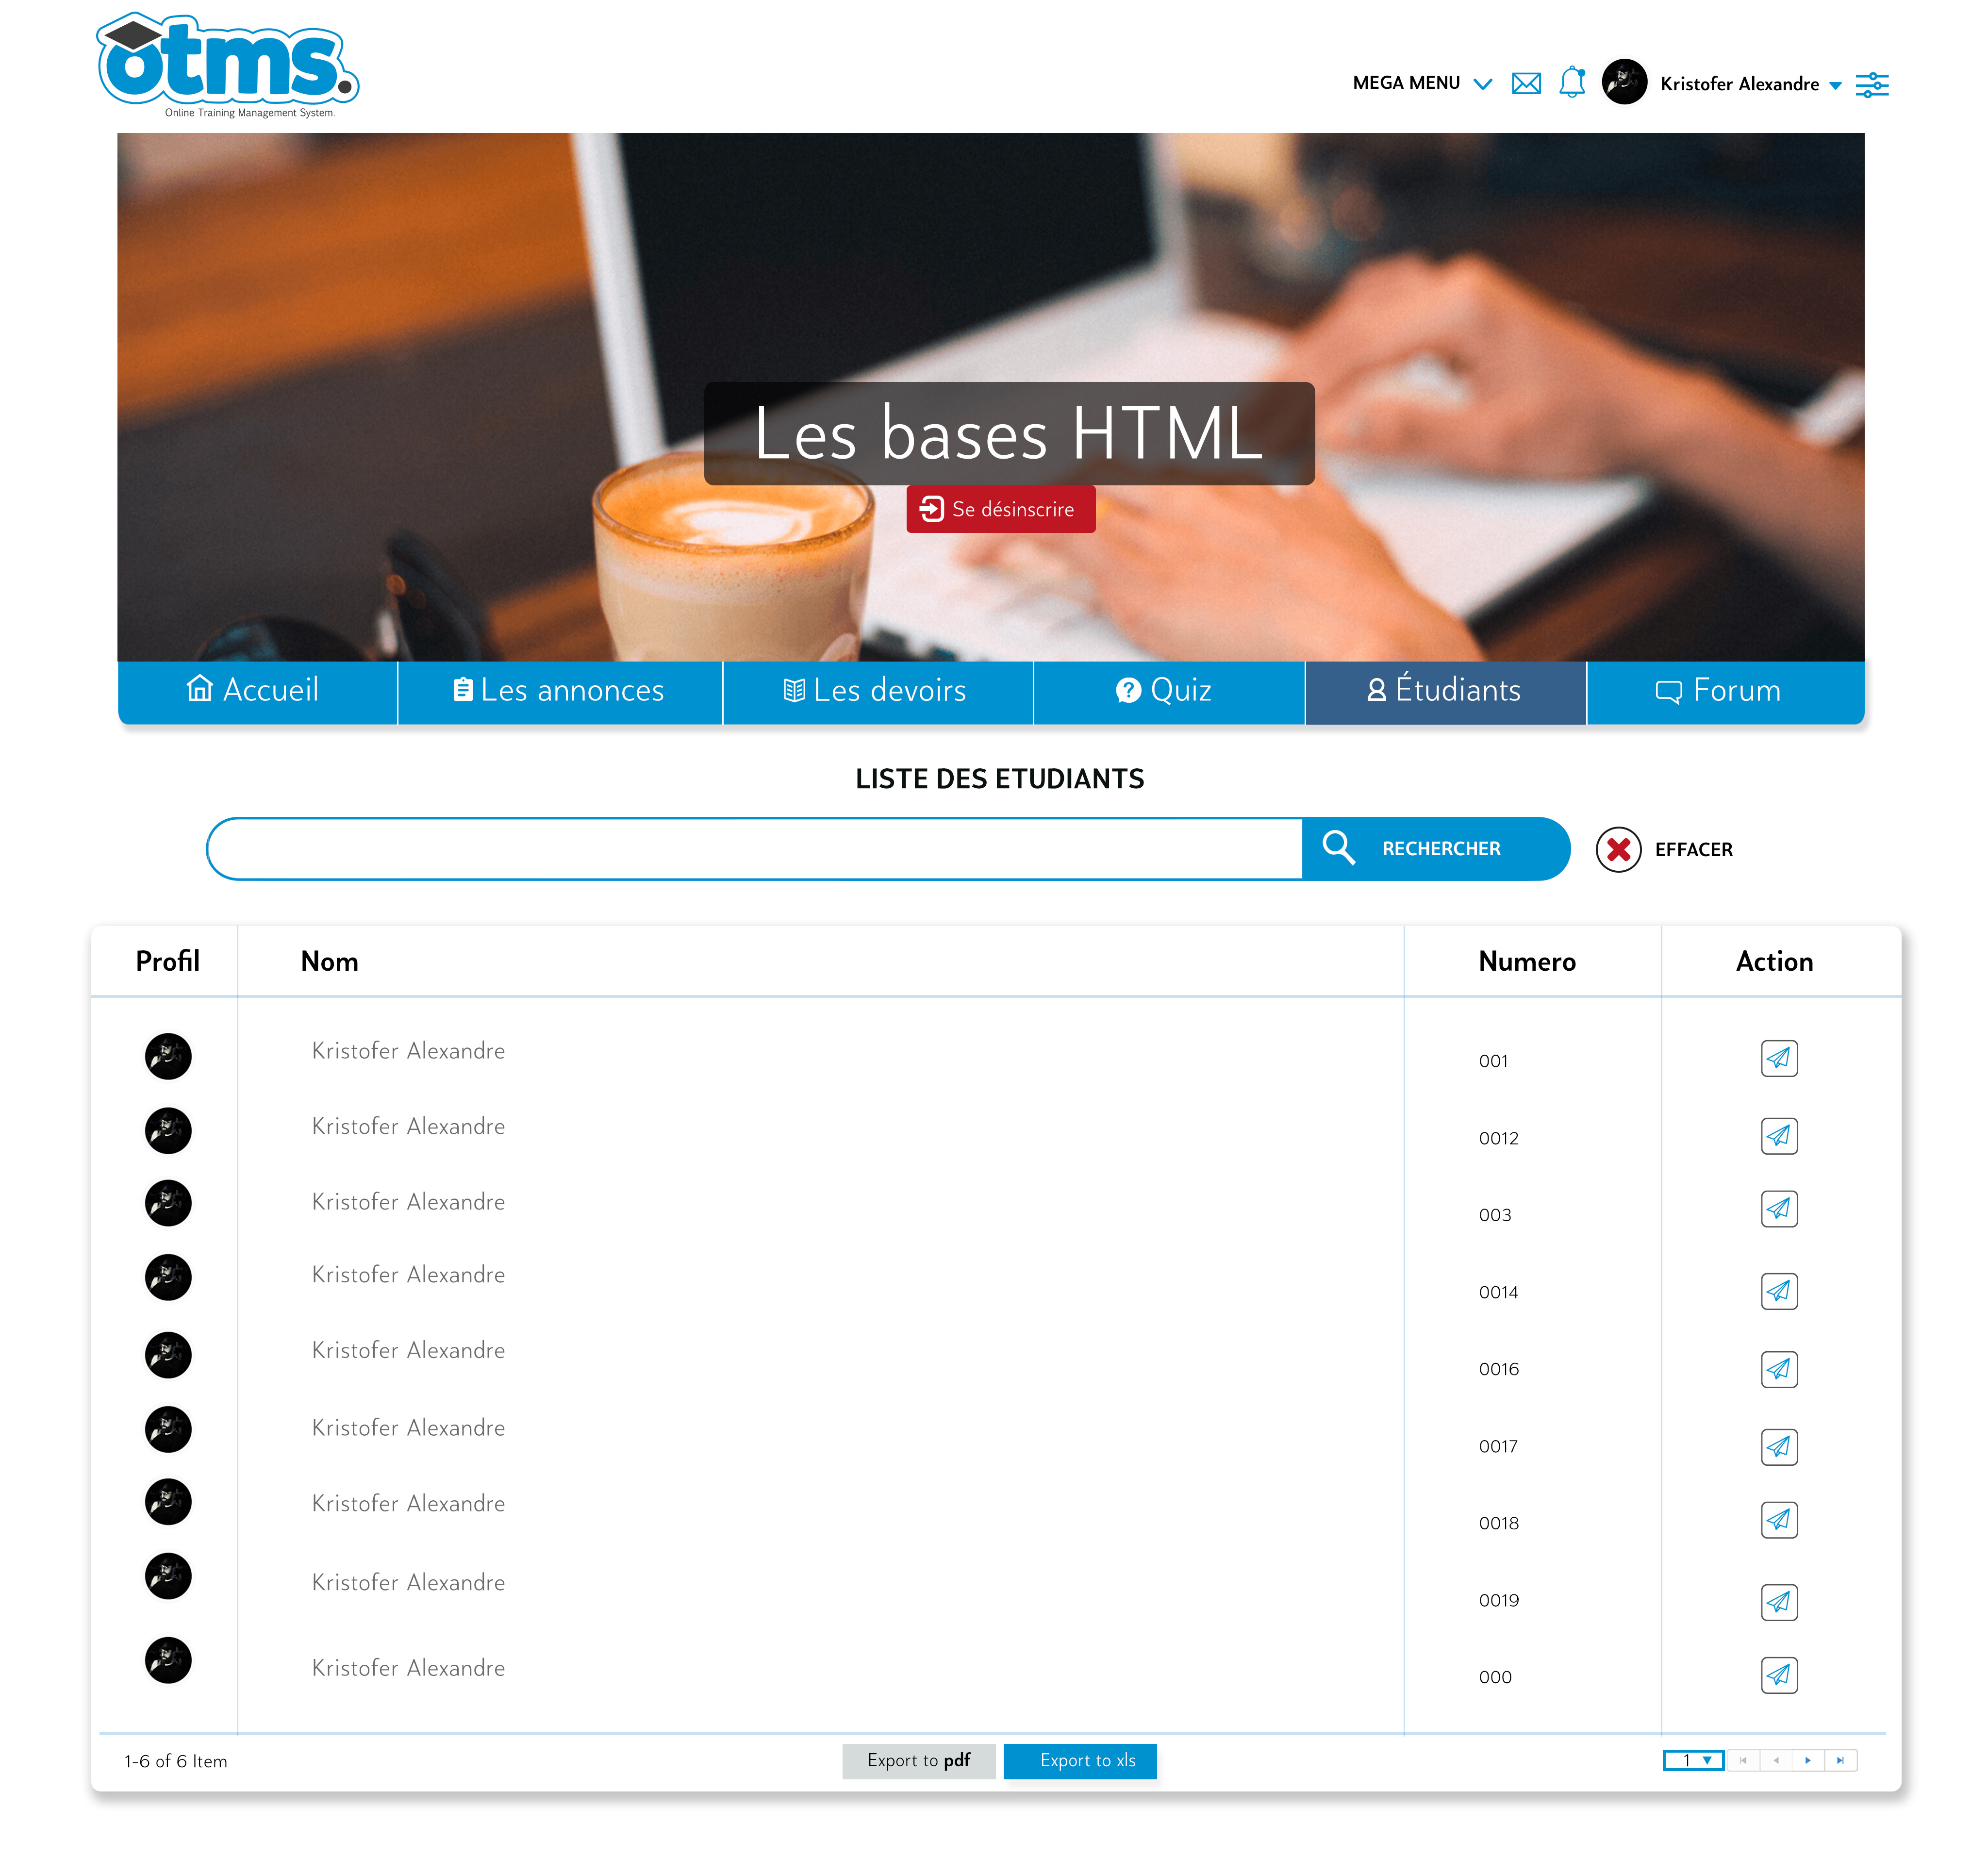 otms.
Online Training Management System
MEGA MENU Kristofer Alexandre
Les bases HTML
Se désinscrire
Accueil Les annonces Les devoirs Quiz Étudiants Forum
LISTE DES ETUDIANTS
RECHERCHER EFFACER
Profil Nom Numero Action
Kristofer Alexandre 001
Kristofer Alexandre 0012
Kristofer Alexandre 003
Kristofer Alexandre 0014
Kristofer Alexandre 0016
Kristofer Alexandre 0017
Kristofer Alexandre 0018
Kristofer Alexandre 0019
Kristofer Alexandre 000
1-6 of 6 Item Export to pdf Export to xls 1